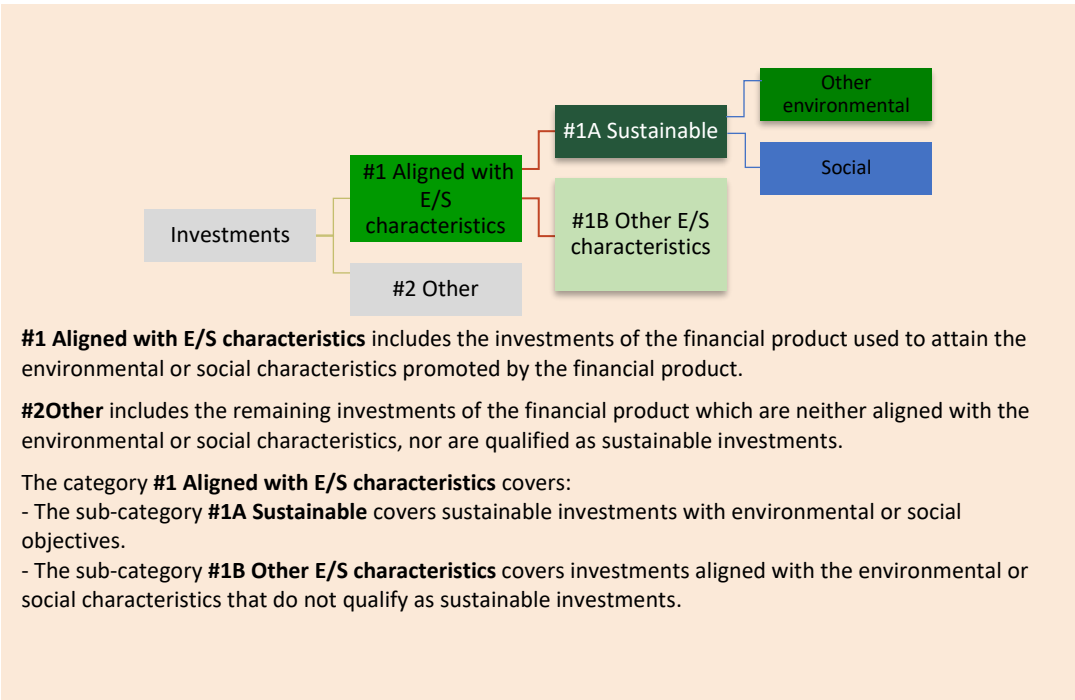 Other
environmental
#1A Sustainable
Social
#1 Aligned with
E/S
characteristics
#1B Other E/S
characteristics
Investments
#2 Other
#1 Aligned with E/S characteristics includes the investments of the financial product used to attain the
environmental or social characteristics promoted by the financial product.
#2Other includes the remaining investments of the financial product which are neither aligned with the
environmental or social characteristics, nor are qualified as sustainable investments.
The category #1 Aligned with E/S characteristics covers:
- The sub-category #1A Sustainable covers sustainable investments with environmental or social
objectives.
- The sub-category #1B Other E/S characteristics covers investments aligned with the environmental or
social characteristics that do not qualify as sustainable investments.